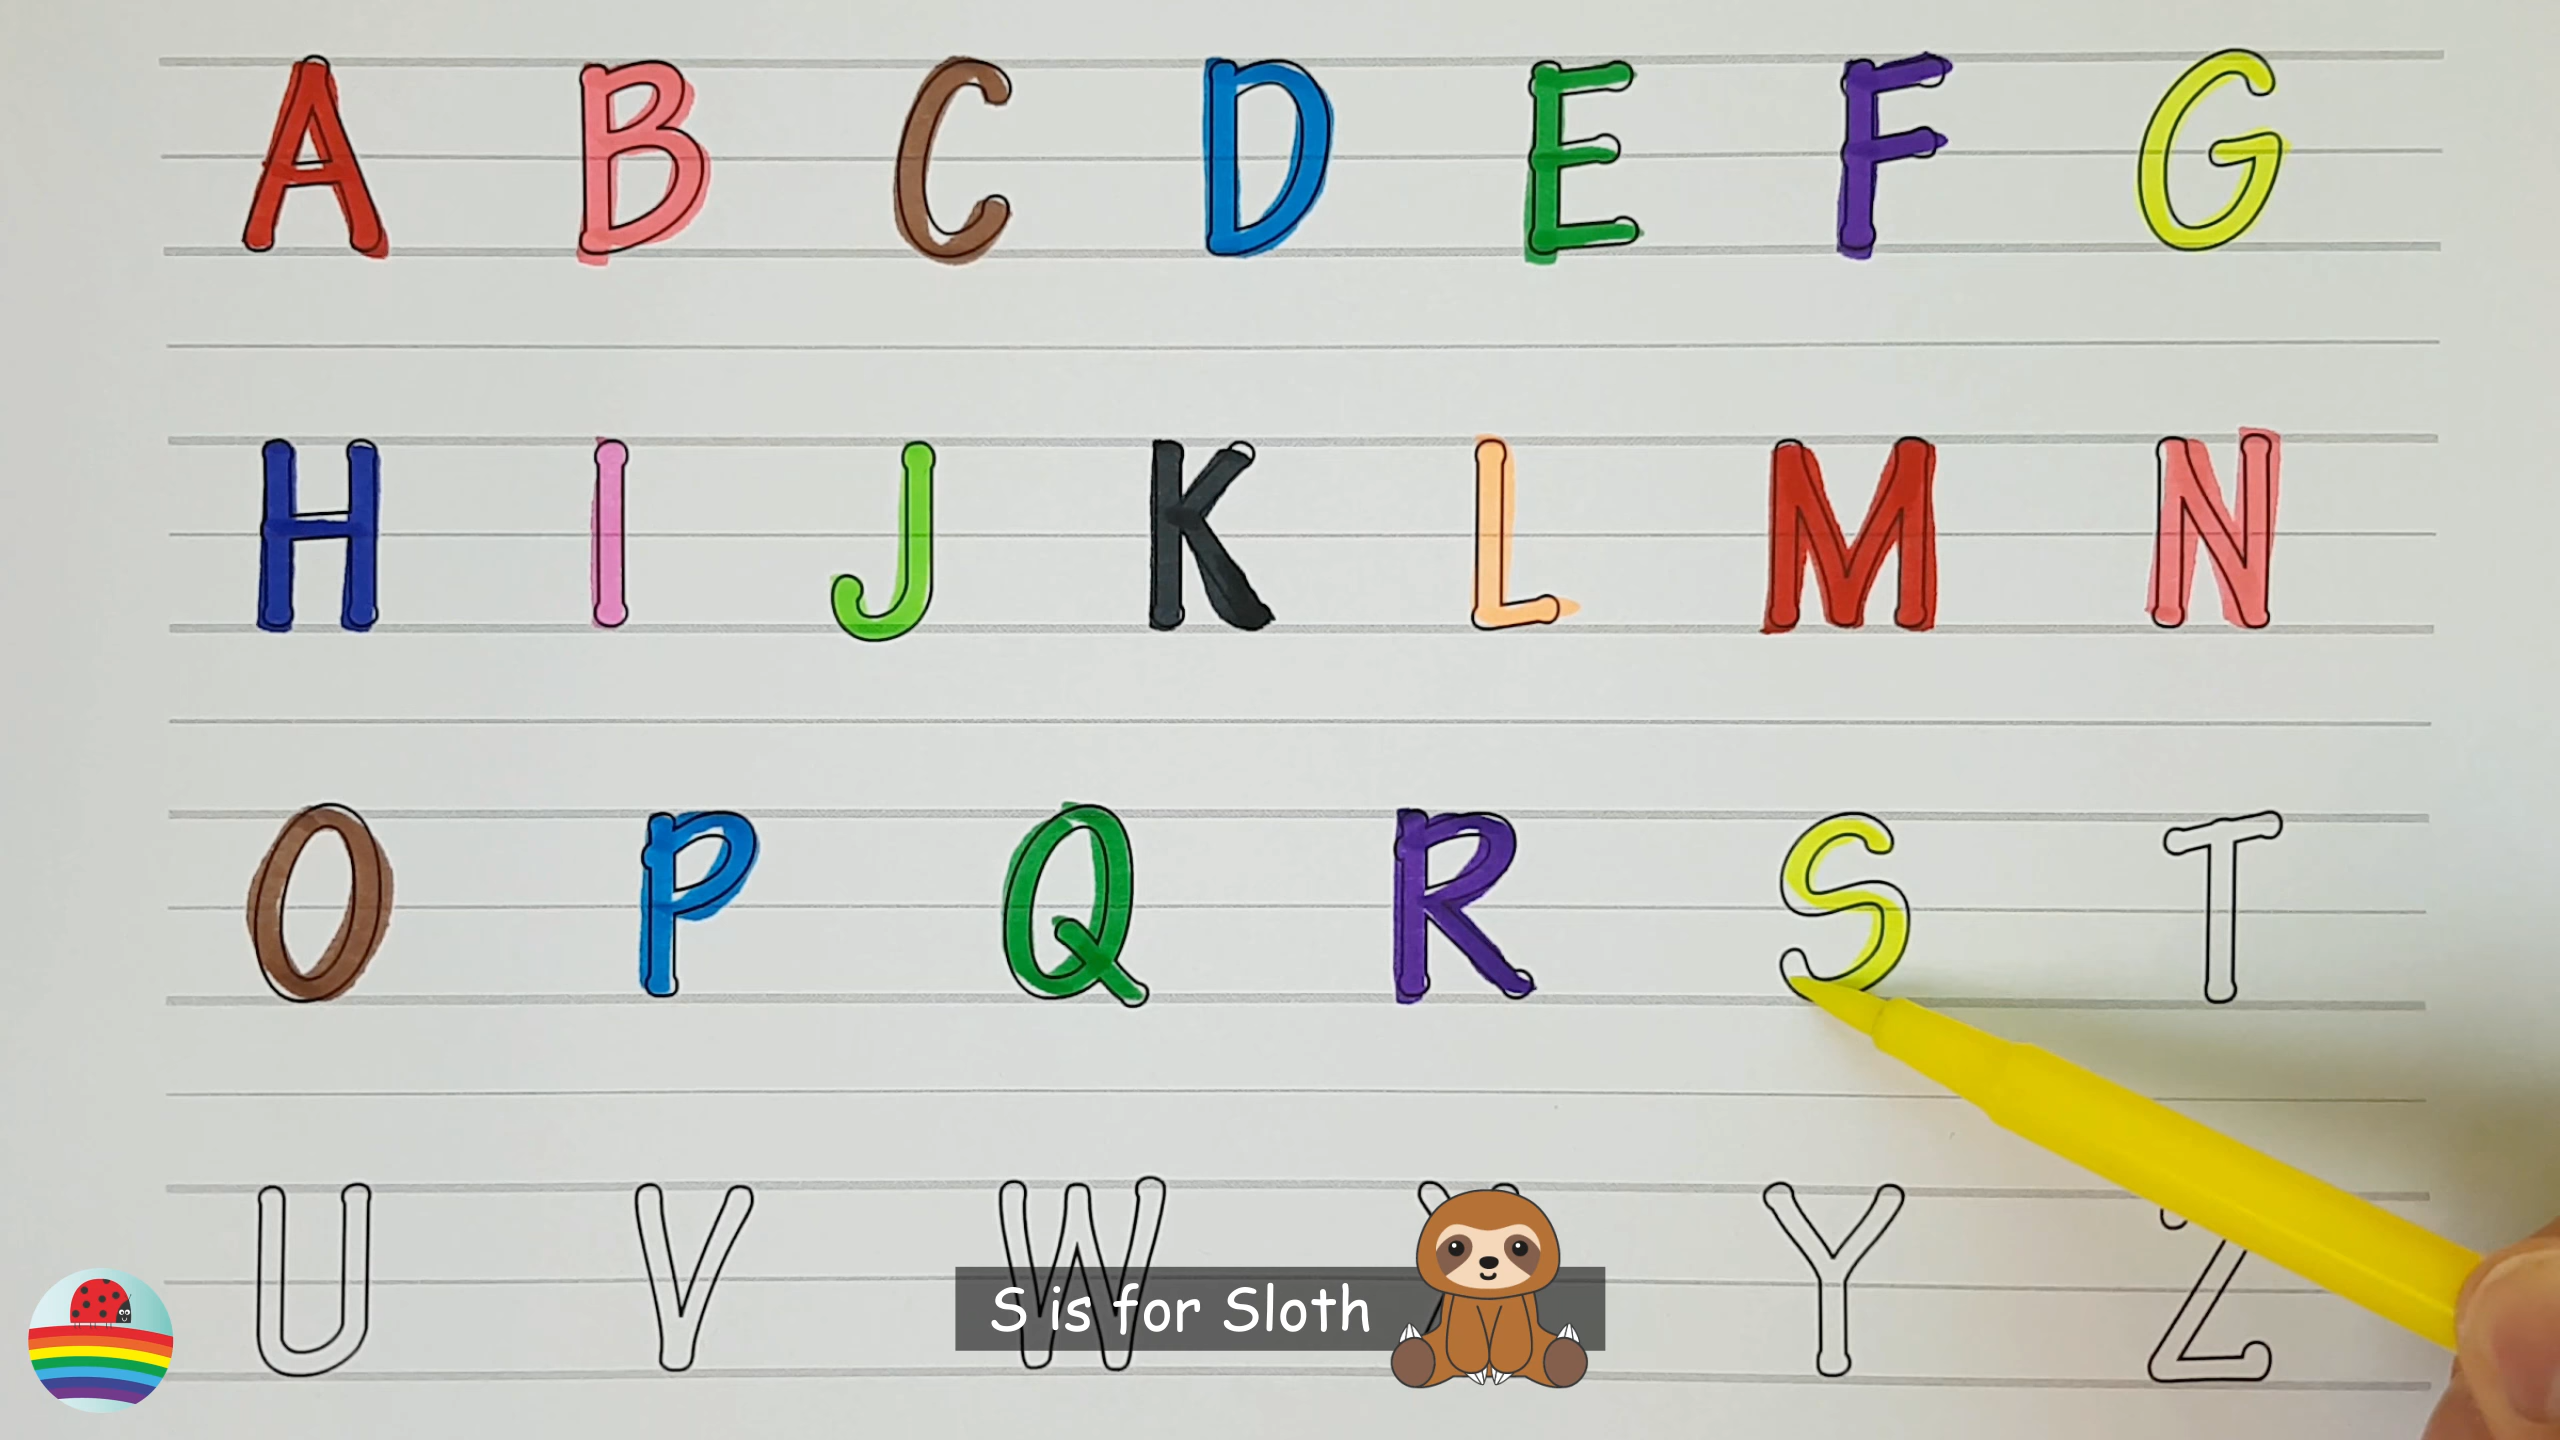 A B C D E F G
H I J K L M N
O P Q R S T
U V W X Y Z
S is for Sloth